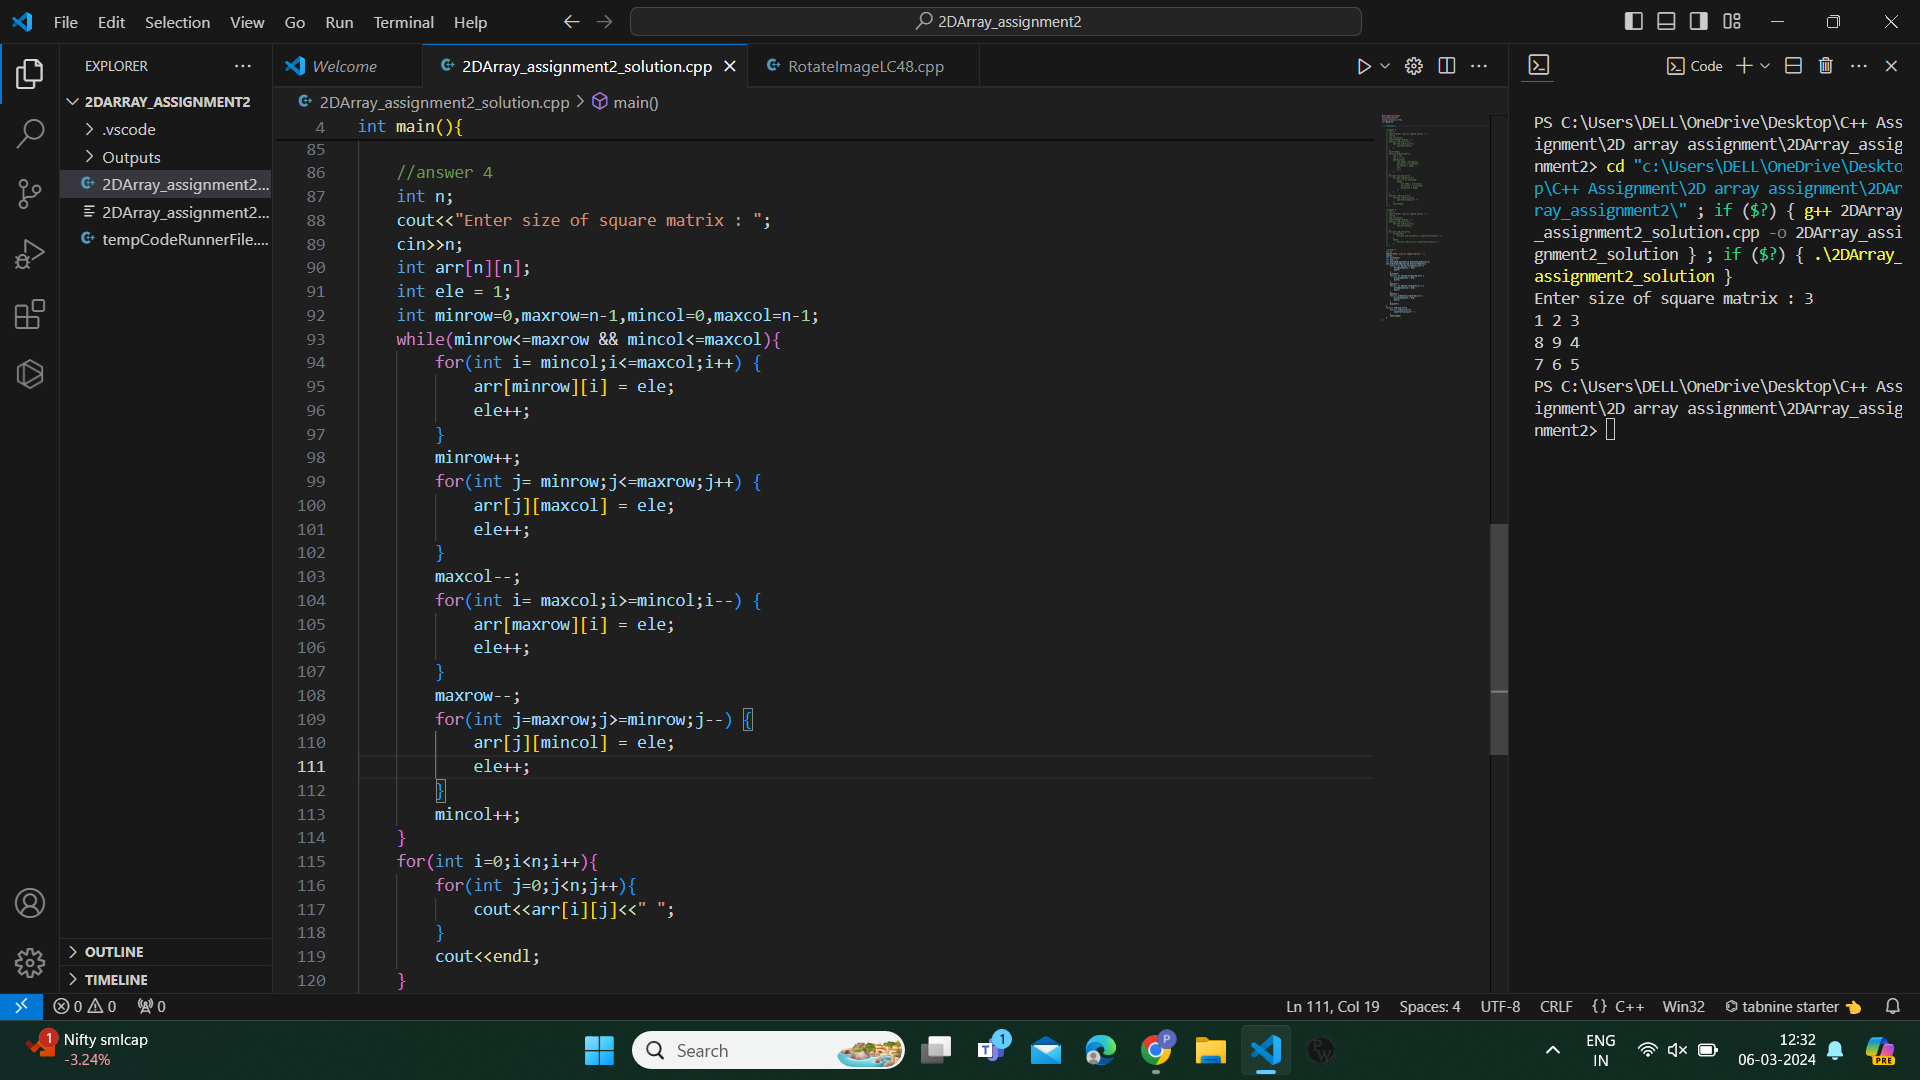 File Edit Selection View Go Run Terminal Help
2DArray_assignment2
EXPLORER
2DARRAY_ASSIGNMENT2
.vscode
Outputs
2DArray_assignment2...
2DArray_assignment2...
tempCodeRunnerFile....
OUTLINE
TIMELINE
Welcome
2DArray_assignment2_solution.cpp
RotateImageLC48.cpp
2DArray_assignment2_solution.cpp > main()
4 int main(){
85
86 //answer 4
87 int n;
88 cout<<"Enter size of square matrix : ";
89 cin>>n;
90 int arr[n][n];
91 int ele = 1;
92 int minrow=0,maxrow=n-1,mincol=0,maxcol=n-1;
93 while(minrow<=maxrow && mincol<=maxcol){
94 for(int i= mincol;i<=maxcol;i++) {
95 arr[minrow][i] = ele;
96 ele++;
97 }
98 minrow++;
99 for(int j= minrow;j<=maxrow;j++) {
100 arr[j][maxcol] = ele;
101 ele++;
102 }
103 maxcol--;
104 for(int i= maxcol;i>=mincol;i--) {
105 arr[maxrow][i] = ele;
106 ele++;
107 }
108 maxrow--;
109 for(int j=maxrow;j>=minrow;j--) {
110 arr[j][mincol] = ele;
111 ele++;
112 }
113 mincol++;
114 }
115 for(int i=0;i<n;i++){
116 for(int j=0;j<n;j++){
117 cout<<arr[i][j]<<" ";
118 }
119 cout<<endl;
120 }
Code
PS C:\Users\DELL\OneDrive\Desktop\C++ Ass
ignment\2D array assignment\2DArray_assig
nment2> cd "c:\Users\DELL\OneDrive\Deskto
p\C++ Assignment\2D array assignment\2DAr
ray_assignment2\" ; if ($?) { g++ 2DArray
_assignment2_solution.cpp -o 2DArray_assi
gnment2_solution } ; if ($?) { .\2DArray_
assignment2_solution }
Enter size of square matrix : 3
1 2 3
8 9 4
7 6 5
PS C:\Users\DELL\OneDrive\Desktop\C++ Ass
ignment\2D array assignment\2DArray_assig
nment2>
0 0 0
Ln 111, Col 19 Spaces: 4 UTF-8 CRLF {} C++ Win32 tabnine starter
1
Nifty smlcap
-3.24%
Search
1
P
ENG
IN
12:32
06-03-2024
PRE